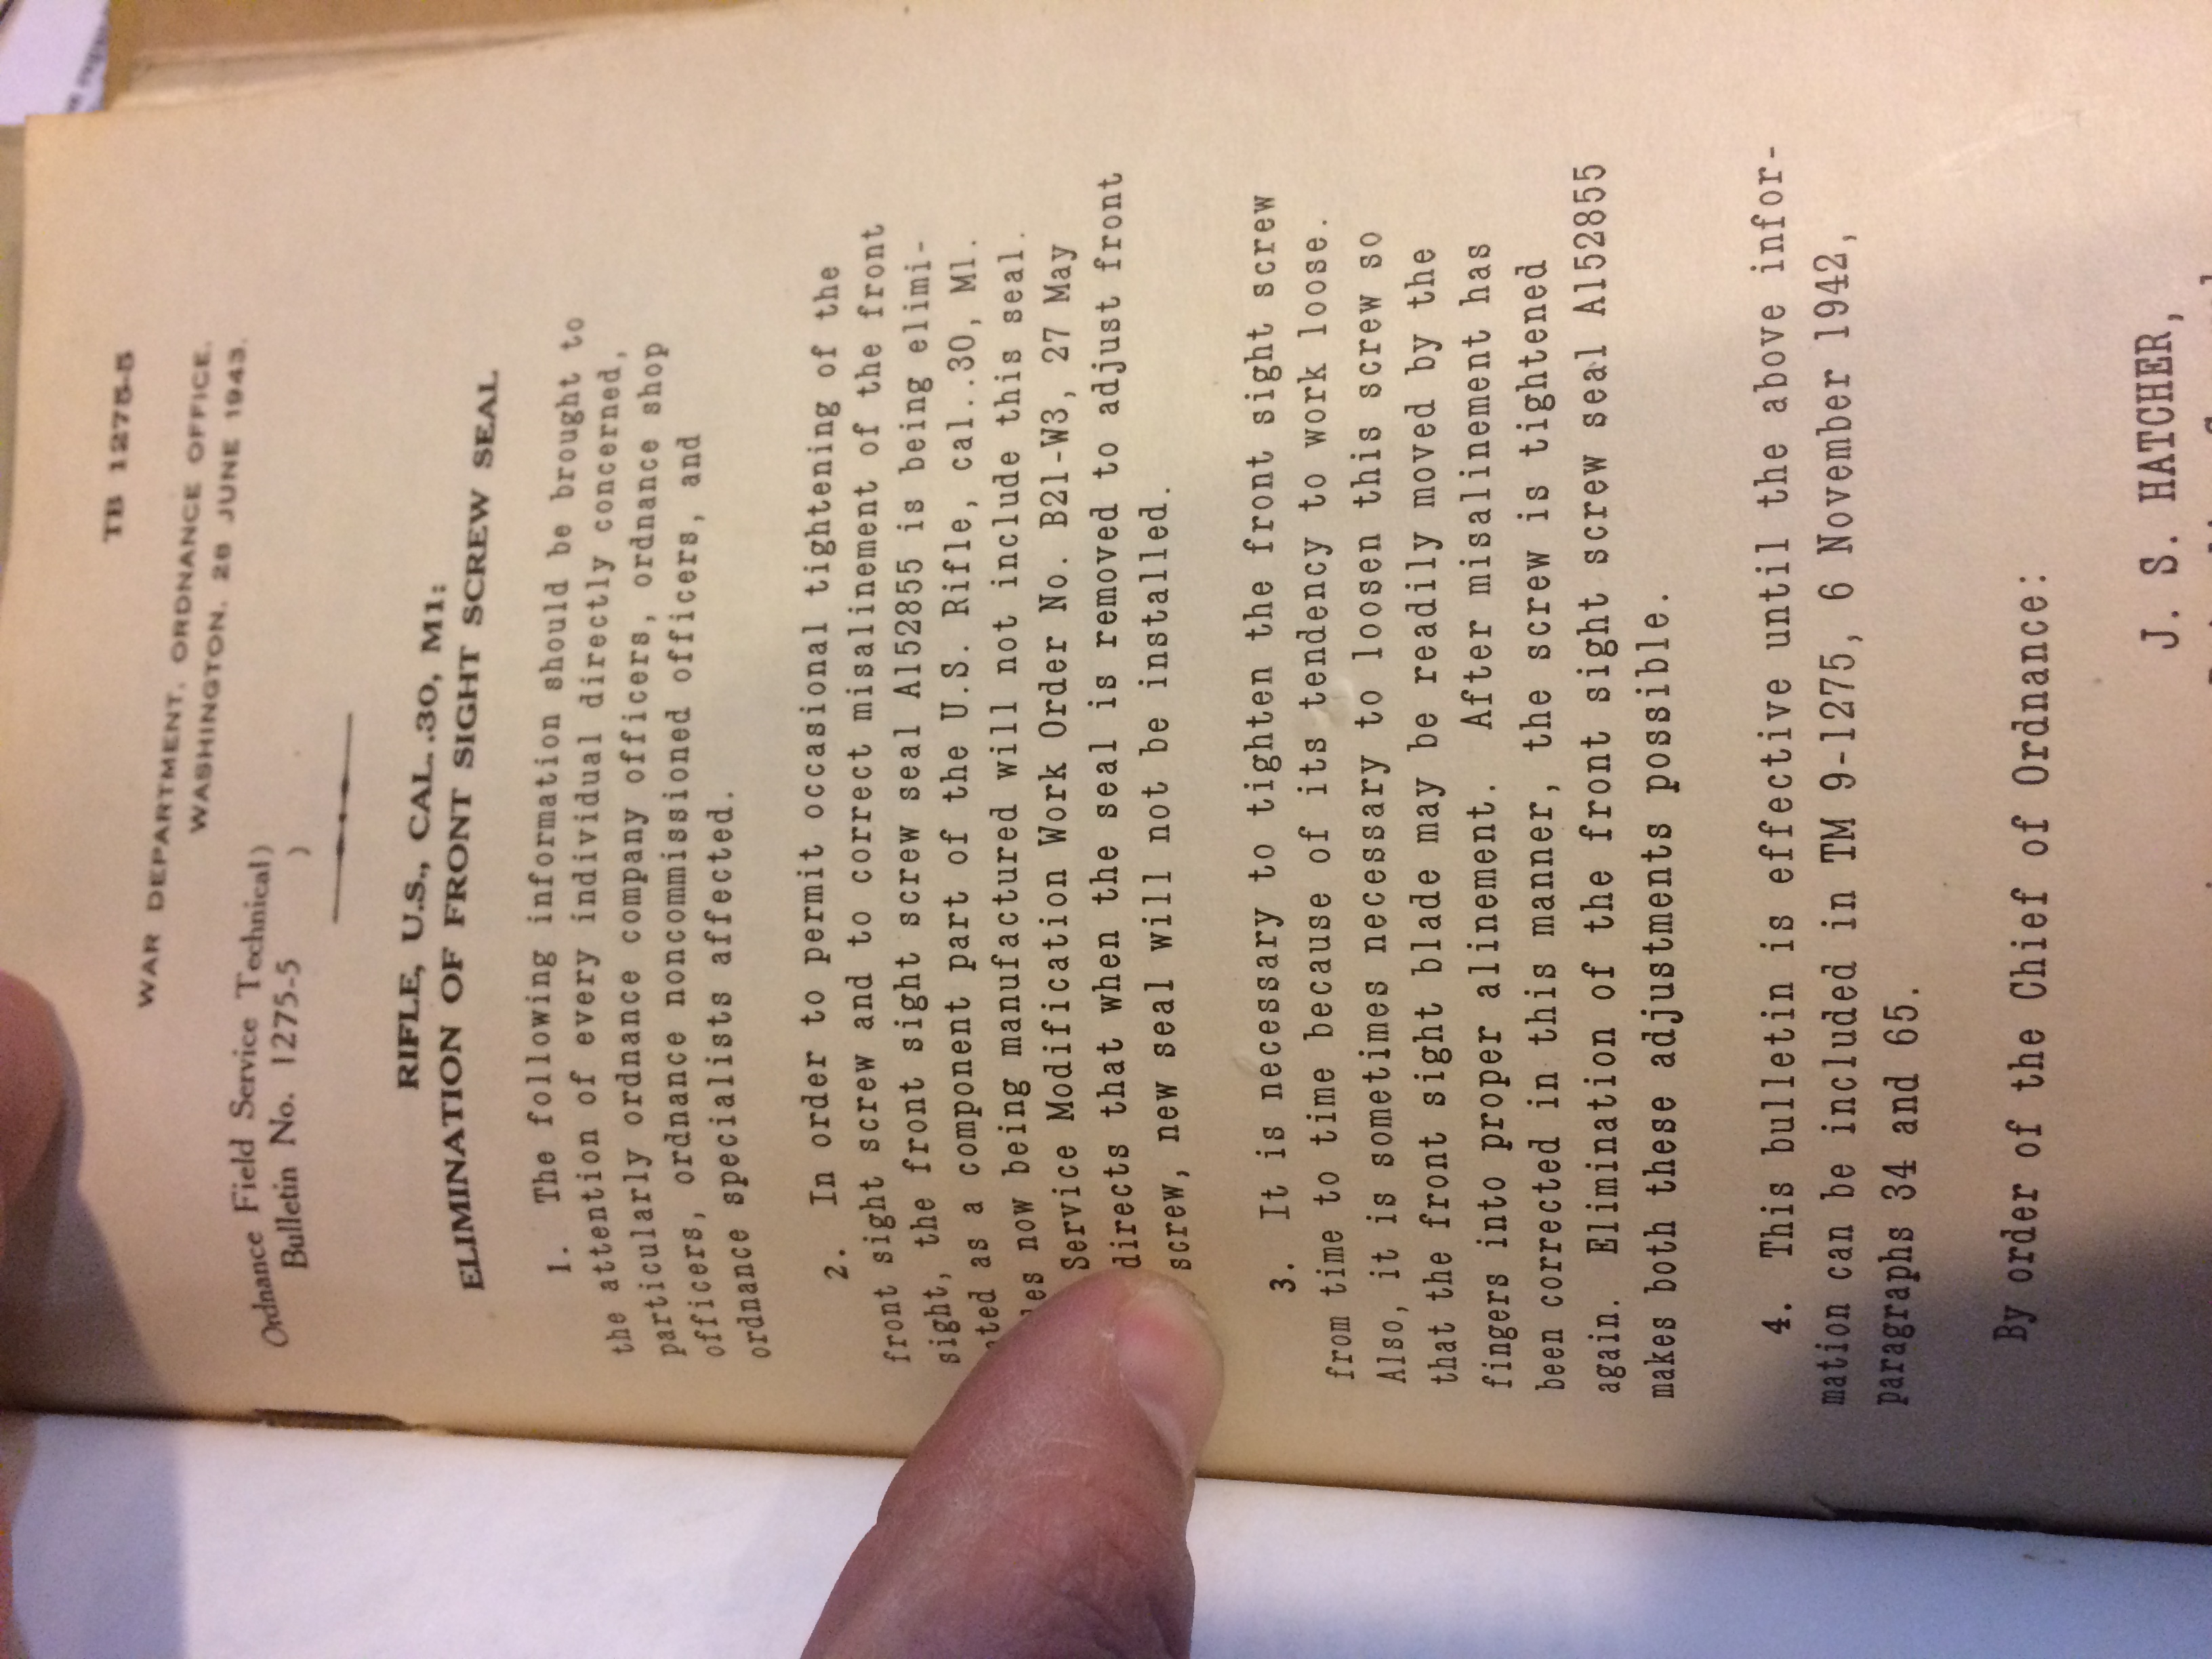 TB 1275-5
WAR DEPARTMENT, ORDNANCE OFFICE,
WASHINGTON, 28 JUNE 1943.
Ordnance Field Service Technical)
Bulletin No. 1275-5 )
RIFLE, U.S., CAL. .30, M1:
ELIMINATION OF FRONT SIGHT SCREW SEAL
1. The following information should be brought to
the attention of every individual directly concerned,
particularly ordnance company officers, ordnance shop
officers, ordnance noncommissioned officers, and
ordnance specialists affected.
2. In order to permit occasional tightening of the
front sight screw and to correct misalinement of the front
sight, the front sight screw seal A152855 is being elimi-
ated as a component part of the U.S. Rifle, cal..30, M1.
les now being manufactured will not include this seal.
Service Modification Work Order No. B21-W3, 27 May
directs that when the seal is removed to adjust front
screw, new seal will not be installed.
3. It is necessary to tighten the front sight screw
from time to time because of its tendency to work loose.
Also, it is sometimes necessary to loosen this screw so
that the front sight blade may be readily moved by the
fingers into proper alinement. After misalinement has
been corrected in this manner, the screw is tightened
again. Elimination of the front sight screw seal A152855
makes both these adjustments possible.
4. This bulletin is effective until the above infor-
mation can be included in TM 9-1275, 6 November 1942,
paragraphs 34 and 65.
By order of the Chief of Ordnance:
J. S. HATCHER,